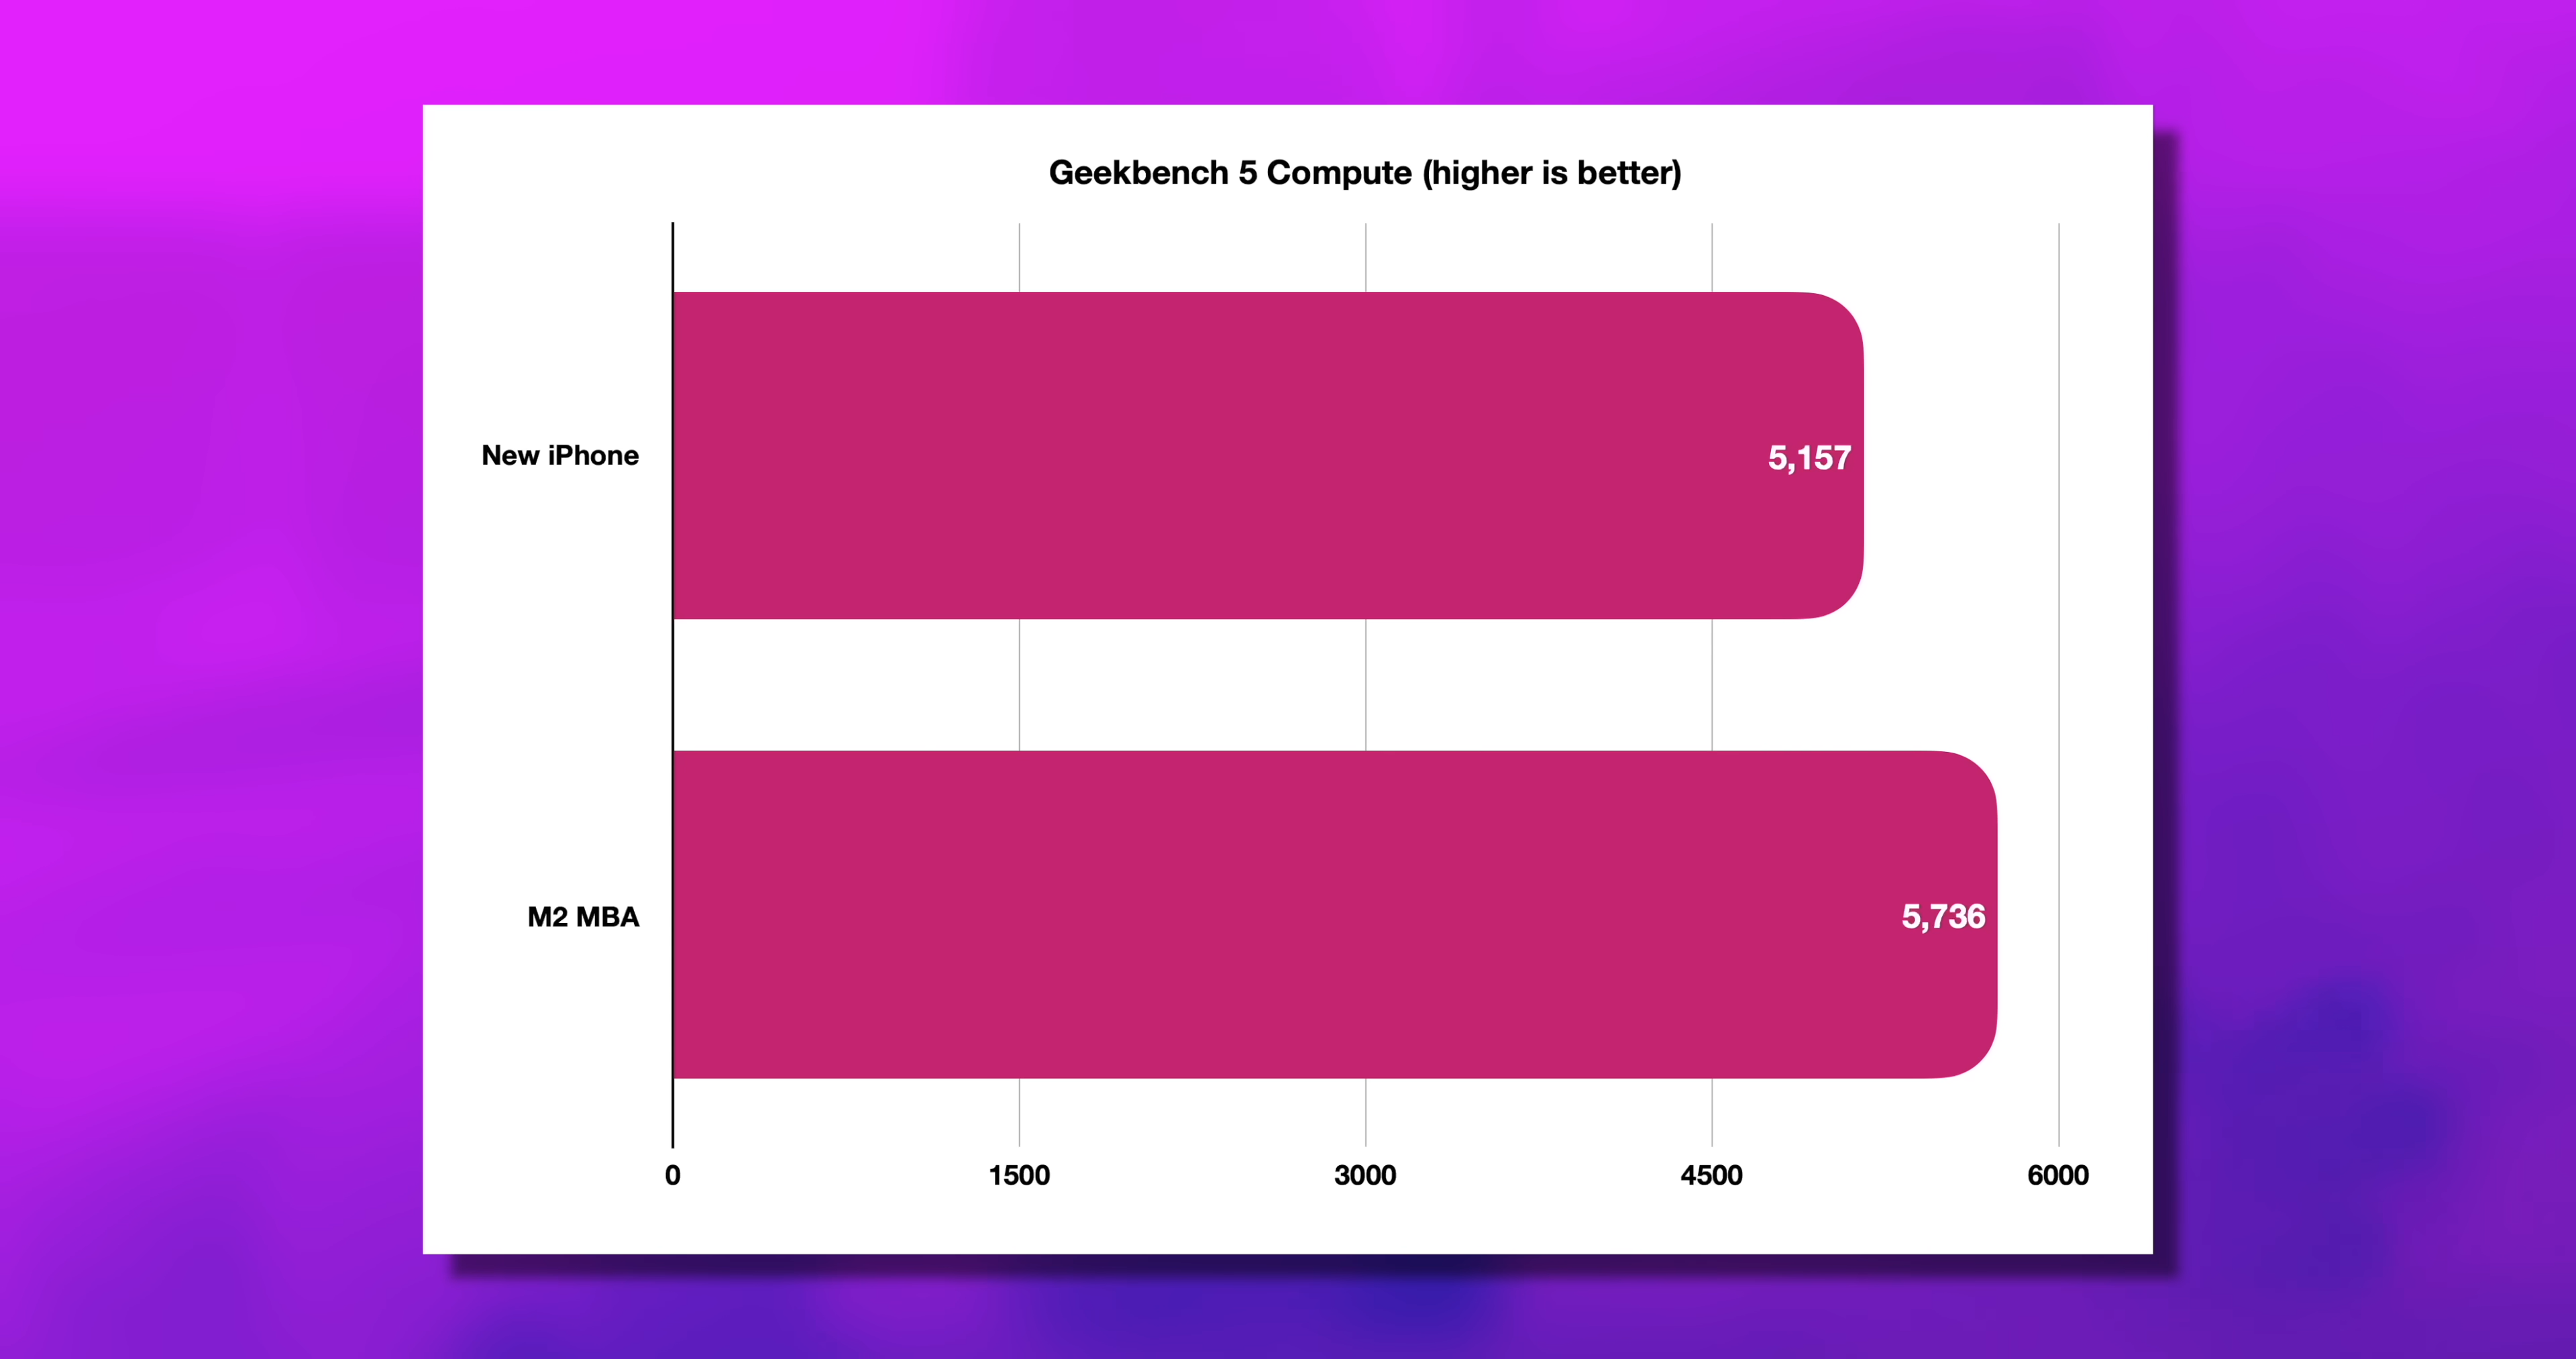 Geekbench 5 Compute (higher is better)
New iPhone
5,157
M2 MBA
5,736
0 1500 3000 4500 6000